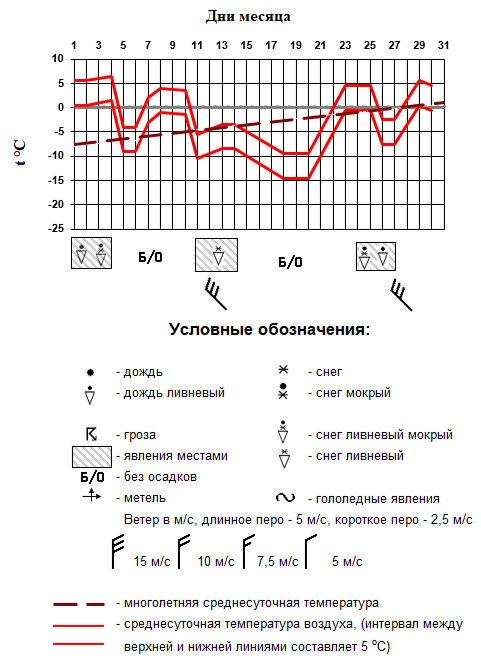 Дни месяца
1 3 5 7 9 11 13 15 17 19 21 23 25 27 29 31
t °C
10
5
0
-5
-10
-15
-20
-25
Б/О Б/О
Условные обозначения:
- дождь - снег
- дождь ливневый - снег мокрый
- гроза - снег ливневый мокрый
- явления местами - снег ливневый
Б/О - без осадков
- метель - гололедные явления
Ветер в м/с, длинное перо - 5 м/с, короткое перо - 2,5 м/с
15 м/с 10 м/с 7,5 м/с 5 м/с
- многолетняя среднесуточная температура
- среднесуточная температура воздуха, (интервал между
верхней и нижней линиями составляет 5 °C)